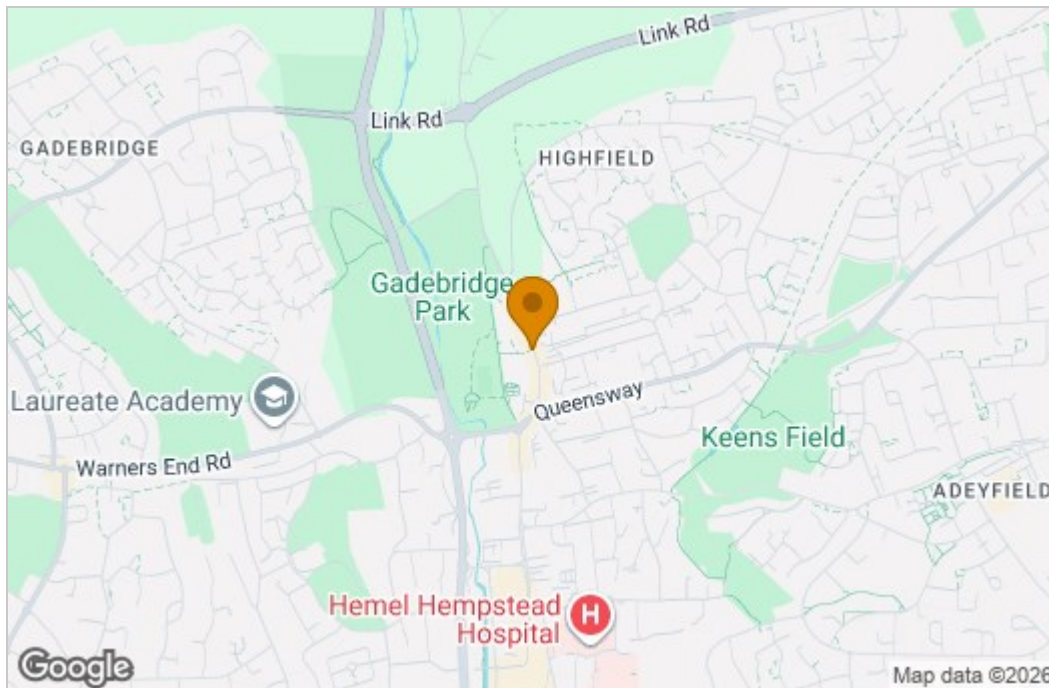 Link Rd
Link Rd
GADEBRIDGE
HIGHFIELD
Gadebridge
Park
Laureate Academy
Queensway
Warners End Rd
Keens Field
ADEYFIELD
Hemel Hempstead
Hospital
H
Google
Map data ©2026